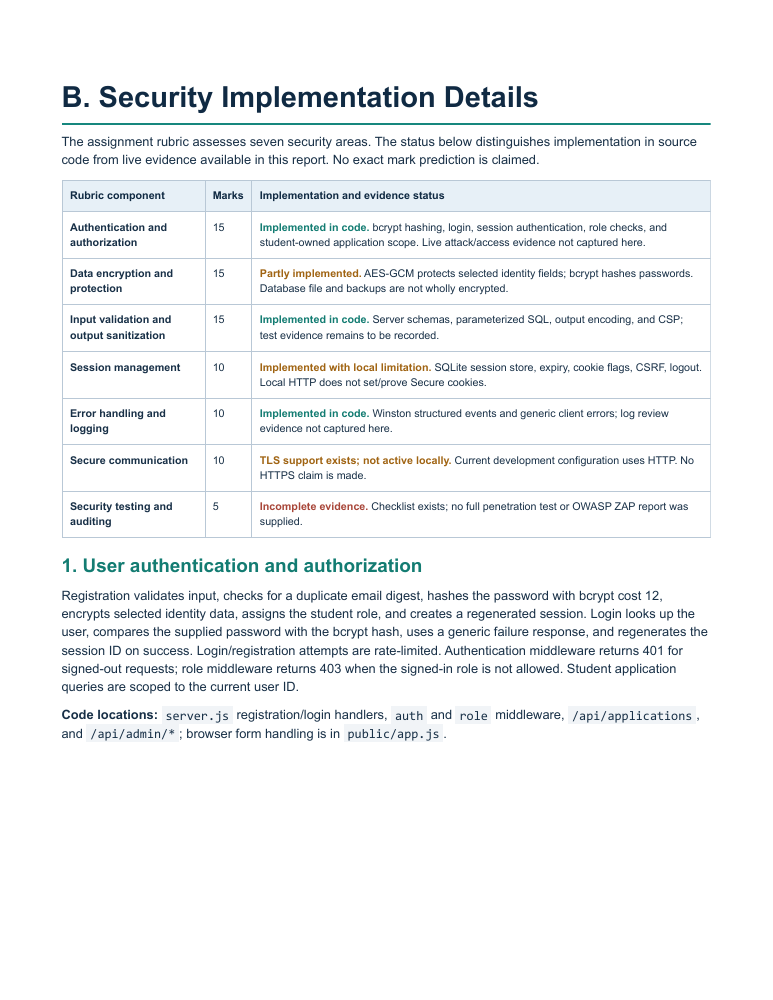 B. Security Implementation Details
The assignment rubric assesses seven security areas. The status below distinguishes implementation in source
code from live evidence available in this report. No exact mark prediction is claimed.
Rubric component Marks Implementation and evidence status
Authentication and authorization 15 Implemented in code. bcrypt hashing, login, session authentication, role checks, and
student-owned application scope. Live attack/access evidence not captured here.
Data encryption and protection 15 Partly implemented. AES-GCM protects selected identity fields; bcrypt hashes passwords.
Database file and backups are not wholly encrypted.
Input validation and output sanitization 15 Implemented in code. Server schemas, parameterized SQL, output encoding, and CSP;
test evidence remains to be recorded.
Session management 10 Implemented with local limitation. SQLite session store, expiry, cookie flags, CSRF, logout.
Local HTTP does not set/prove Secure cookies.
Error handling and logging 10 Implemented in code. Winston structured events and generic client errors; log review
evidence not captured here.
Secure communication 10 TLS support exists; not active locally. Current development configuration uses HTTP. No
HTTPS claim is made.
Security testing and auditing 5 Incomplete evidence. Checklist exists; no full penetration test or OWASP ZAP report was
supplied.
1. User authentication and authorization
Registration validates input, checks for a duplicate email digest, hashes the password with bcrypt cost 12,
encrypts selected identity data, assigns the student role, and creates a regenerated session. Login looks up the
user, compares the supplied password with the bcrypt hash, uses a generic failure response, and regenerates the
session ID on success. Login/registration attempts are rate-limited. Authentication middleware returns 401 for
signed-out requests; role middleware returns 403 when the signed-in role is not allowed. Student application
queries are scoped to the current user ID.
Code locations: server.js registration/login handlers, auth and role middleware, /api/applications ,
and /api/admin/* ; browser form handling is in public/app.js .